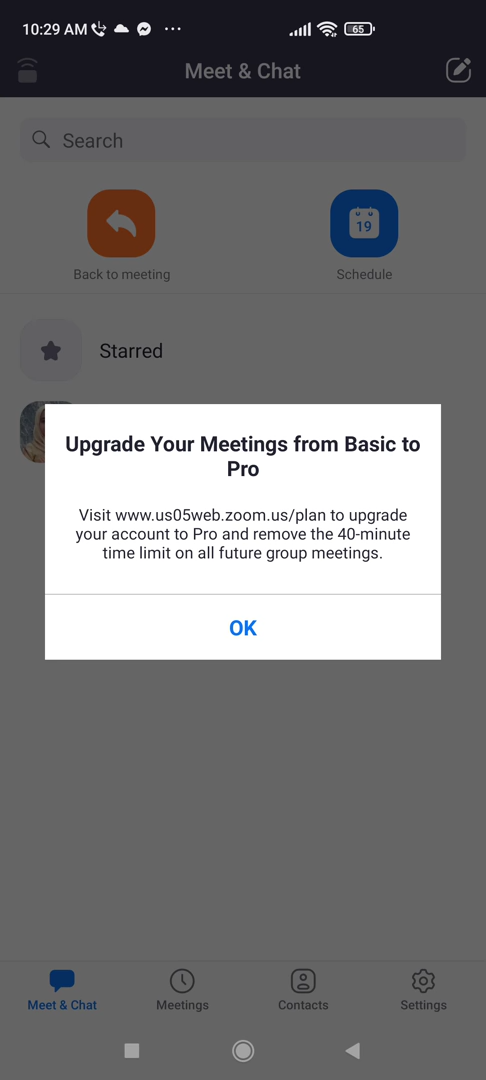 10:29 AM
65
Meet & Chat
Search
19
Back to meeting
Schedule
Starred
Upgrade Your Meetings from Basic to
Pro
Visit www.us05web.zoom.us/plan to upgrade
your account to Pro and remove the 40-minute
time limit on all future group meetings.
OK
Meet & Chat
Meetings
Contacts
Settings